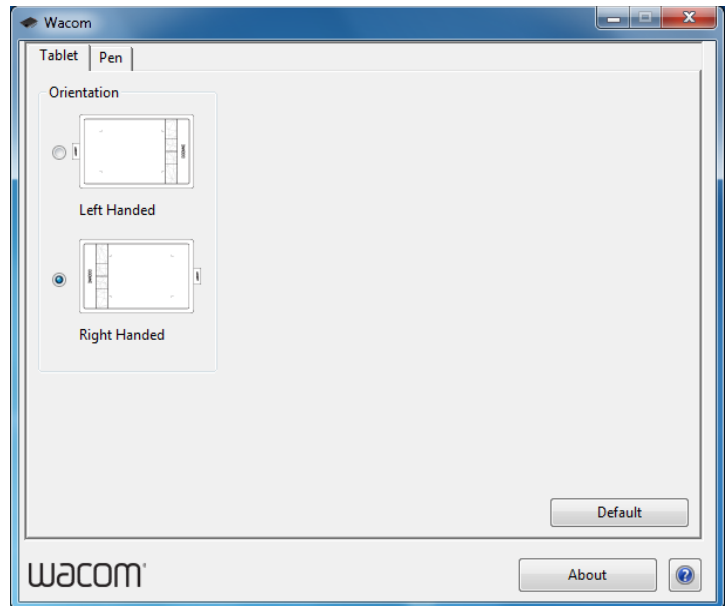 Wacom
Tablet
Pen
Orientation
Left Handed
Right Handed
Default
wacom
About